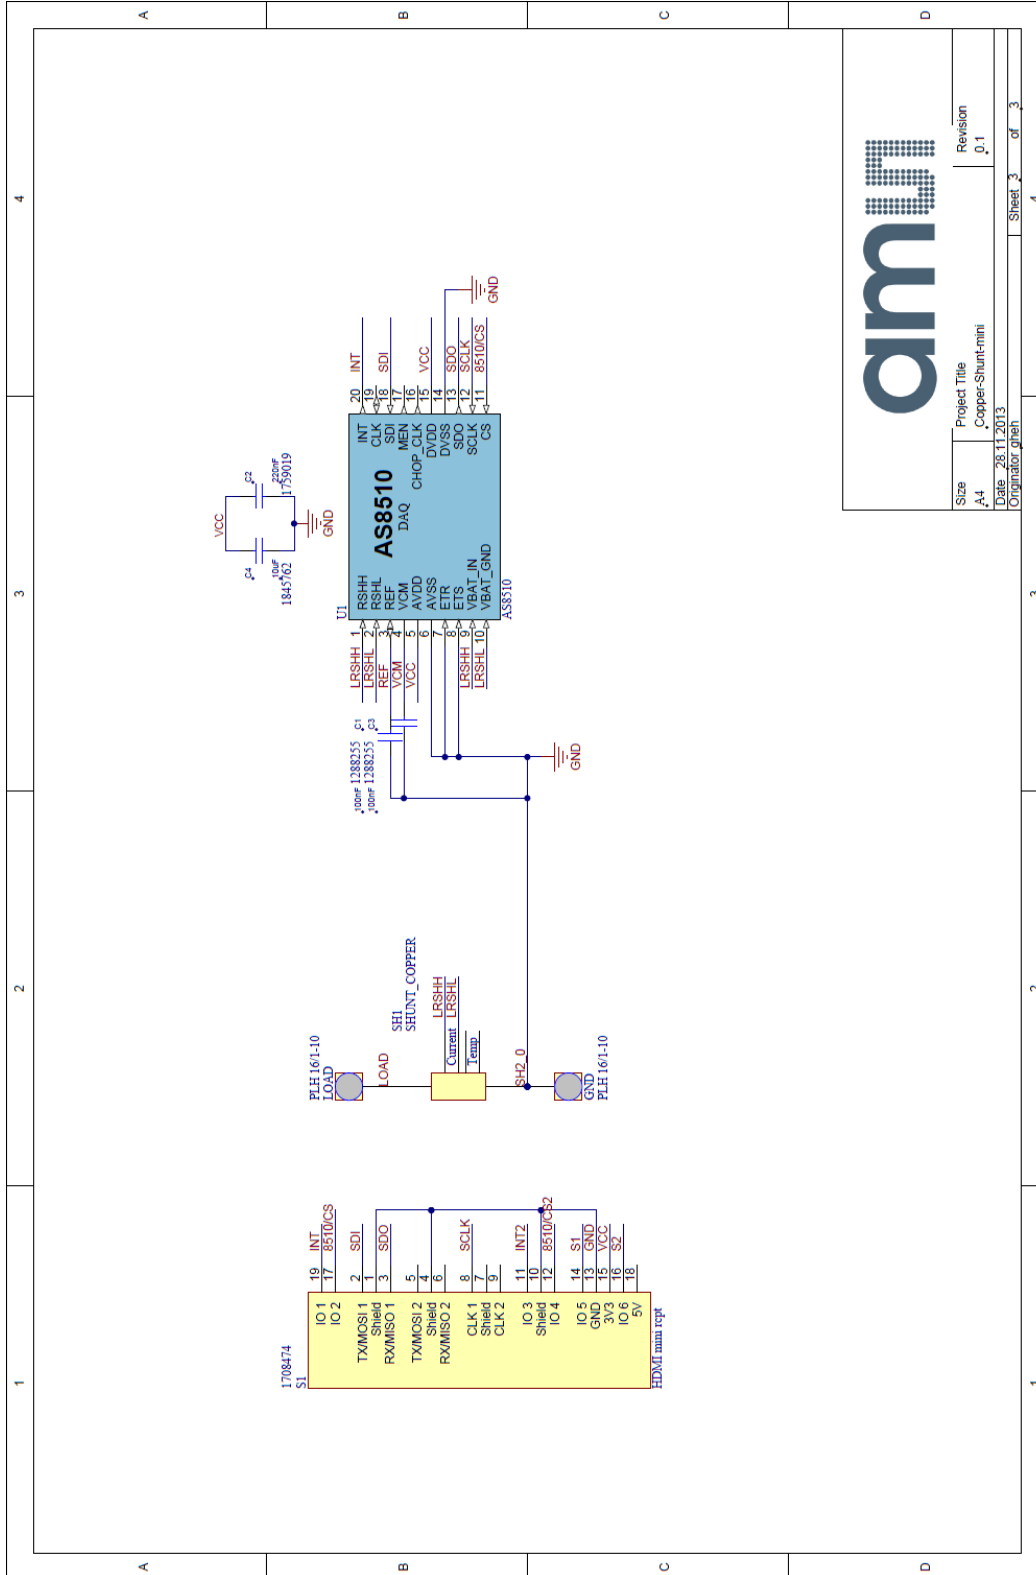 1
2
3
4
A
B
C
D
1708474
S1
19 IO 1 INT
17 IO 2 8510/CS
2 TX/MOSI 1 SDI
1 Shield
3 RX/MISO 1 SDO
5 TX/MOSI 2
4 Shield
6 RX/MISO 2
8 CLK 1 SCLK
7 Shield
9 CLK 2
11 IO 3 INT2
10 Shield
12 IO 4 8510/CS2
14 IO 5 S1
13 GND GND
15 3V3 VCC
16 IO 6 S2
18 5V
HDMI mini rcpt
PLH 16/1-10
LOAD
LOAD
SH1
SHUNT_COPPER
Current
LRSHH
LRSHL
Temp
SH2_0
GND
PLH 16/1-10
100nF 1288255 C1
100nF 1288255 C3
GND
VCC
C4
10uF
1845762
C2
220nF
1759019
GND
U1
AS8510
DAQ
LRSHH 1 RSHH
LRSHL 2 RSHL
REF 3 REF
VCM 4 VCM
VCC 5 AVDD
6 AVSS
7 ETR
8 ETS
LRSHH 9 VBAT_IN
LRSHL 10 VBAT_GND
INT 20 INT
CLK 19
SDI 18 SDI
MEN 17
CHOP_CLK 16
DVDD 15 VCC
DVSS 14
SDO 13 SDO
SCLK 12 SCLK
CS 11 8510/CS
AS8510
GND
amu
Size
A4
Project Title
Copper-Shunt-mini
Revision
0.1
Date 28.11.2013
Originator gheh
Sheet 3 of 3
1
2
3
4
A
B
C
D